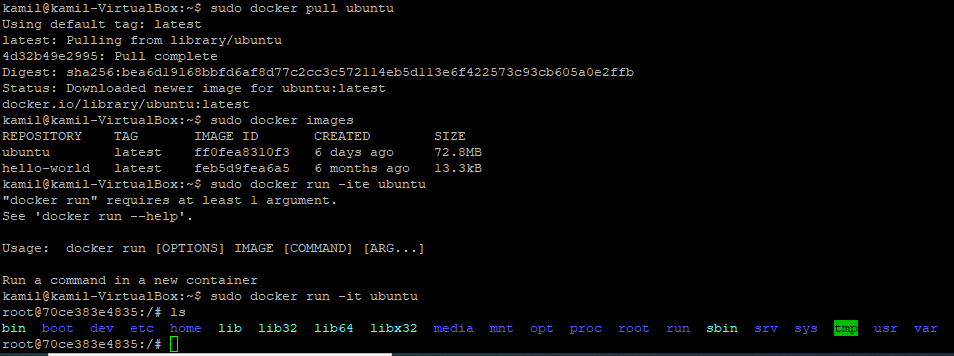 kamil@kamil-VirtualBox:~$ sudo docker pull ubuntu
Using default tag: latest
latest: Pulling from library/ubuntu
4d32b49e2995: Pull complete
Digest: sha256:bea6d19168bbfd6af8d77c2cc3c572114eb5d113e6f422573c93cb605a0e2ffb
Status: Downloaded newer image for ubuntu:latest
docker.io/library/ubuntu:latest
kamil@kamil-VirtualBox:~$ sudo docker images
REPOSITORY    TAG       IMAGE ID       CREATED        SIZE
ubuntu        latest    ff0fea8310f3   6 days ago     72.8MB
hello-world   latest    feb5d9fea6a5   6 months ago   13.3kB
kamil@kamil-VirtualBox:~$ sudo docker run -ite ubuntu
"docker run" requires at least 1 argument.
See 'docker run --help'.

Usage:  docker run [OPTIONS] IMAGE [COMMAND] [ARG...]

Run a command in a new container
kamil@kamil-VirtualBox:~$ sudo docker run -it ubuntu
root@70ce383e4835:/# ls
bin  boot  dev  etc  home  lib  lib32  lib64  libx32  media  mnt  opt  proc  root  run  sbin  srv  sys  tmp  usr  var
root@70ce383e4835:/#